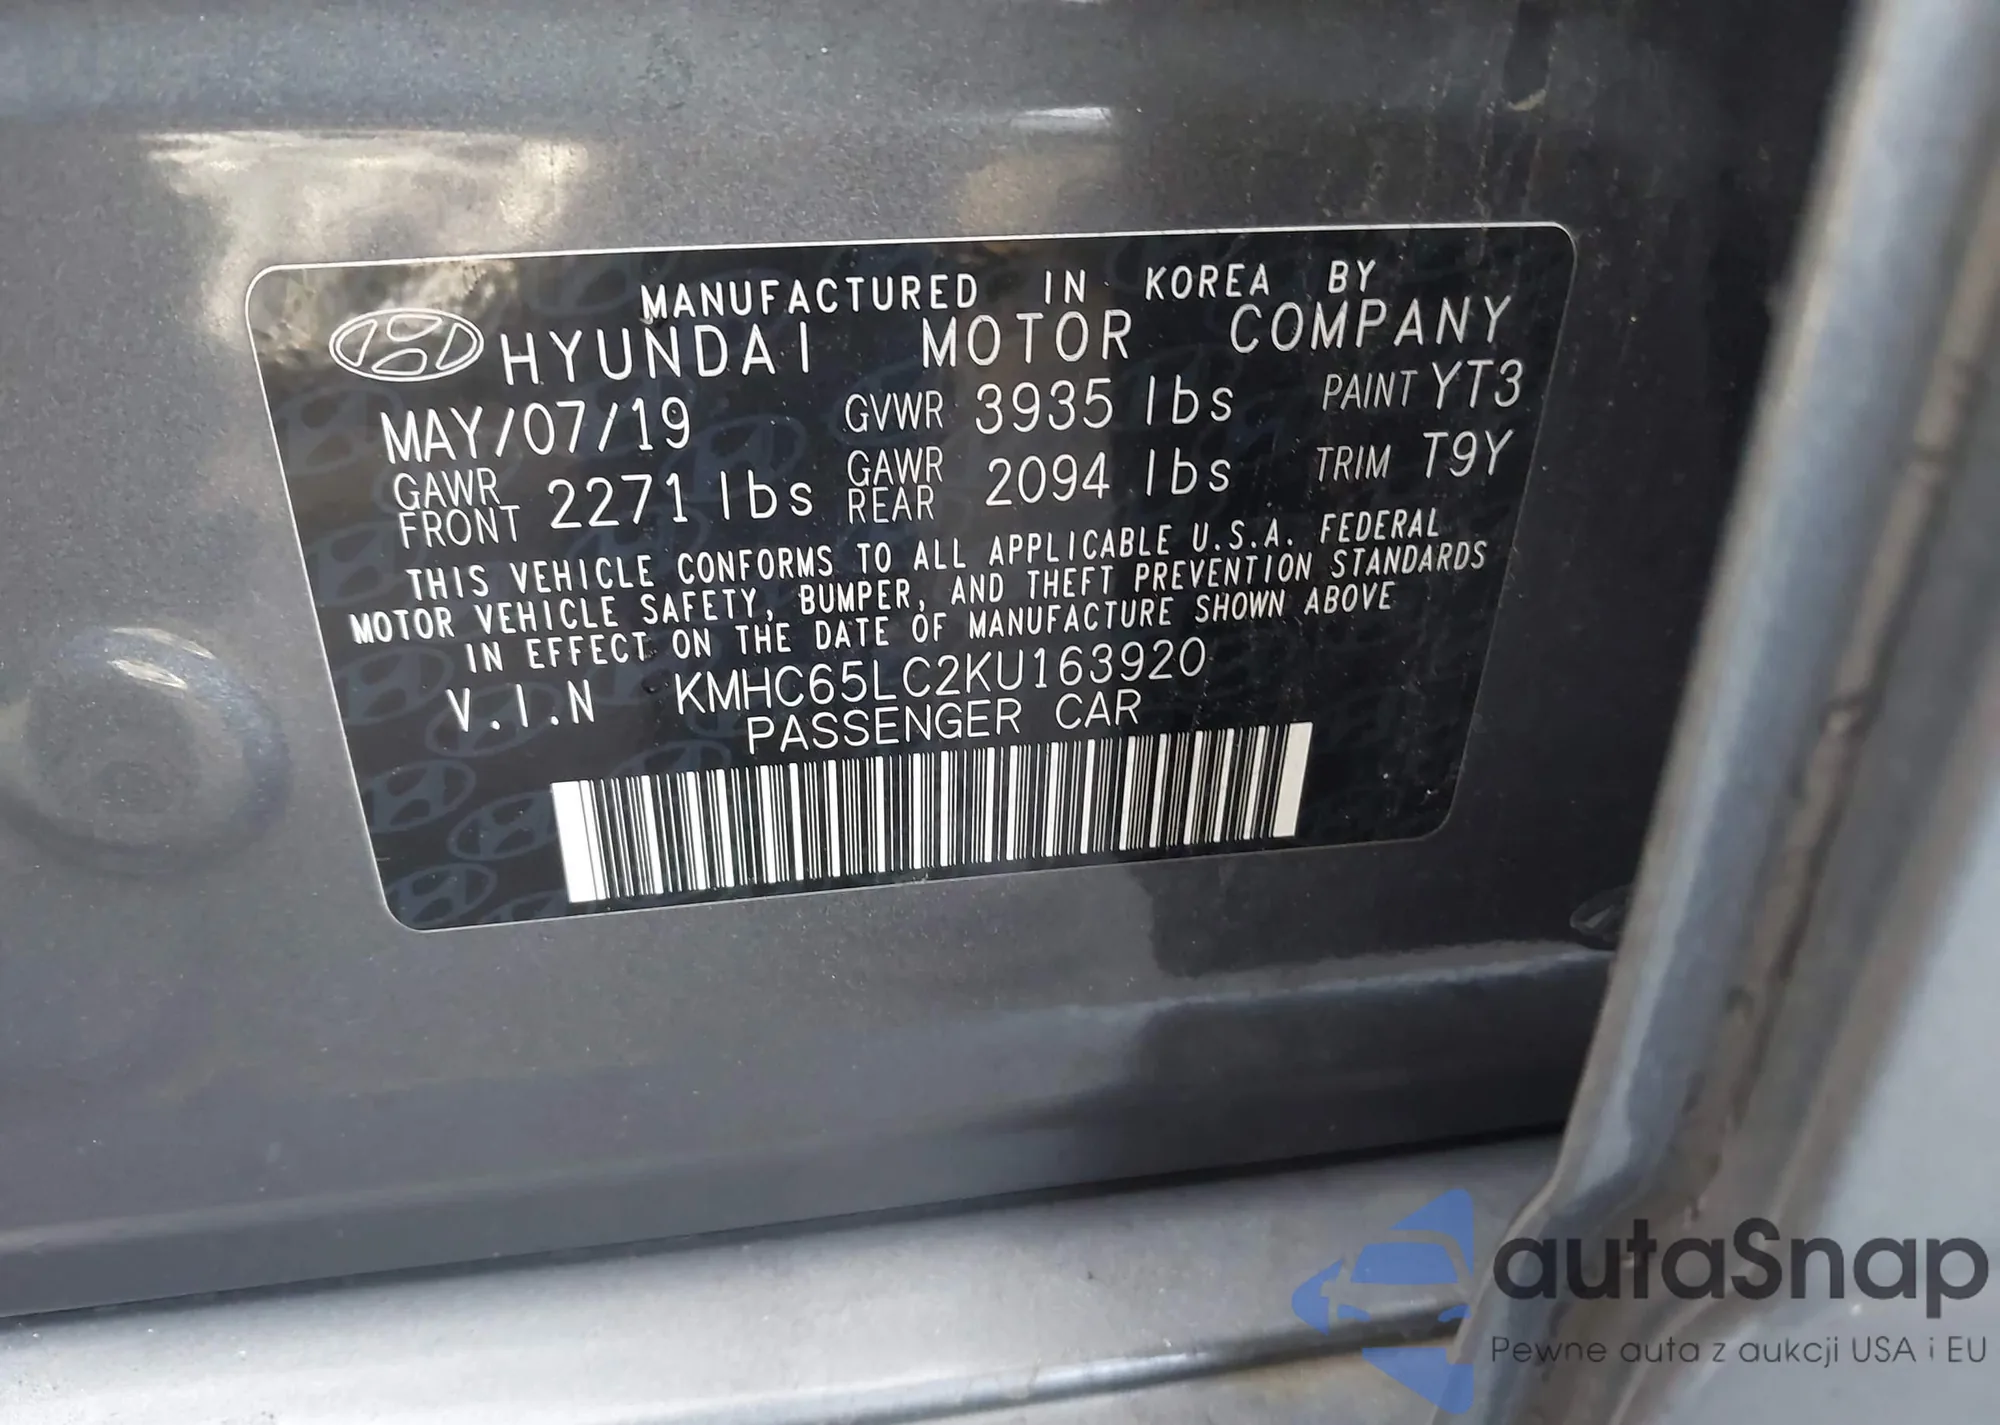 MANUFACTURED IN KOREA BY
HYUNDAI MOTOR COMPANY
MAY/07/19 GVWR 3935 lbs PAINT YT3
GAWR FRONT 2271 lbs GAWR REAR 2094 lbs TRIM T9Y
THIS VEHICLE CONFORMS TO ALL APPLICABLE U.S.A. FEDERAL
MOTOR VEHICLE SAFETY, BUMPER, AND THEFT PREVENTION STANDARDS
IN EFFECT ON THE DATE OF MANUFACTURE SHOWN ABOVE
V.I.N KMHC65LC2KU163920
PASSENGER CAR
autaSnap
Pewne auta z aukcji USA i EU